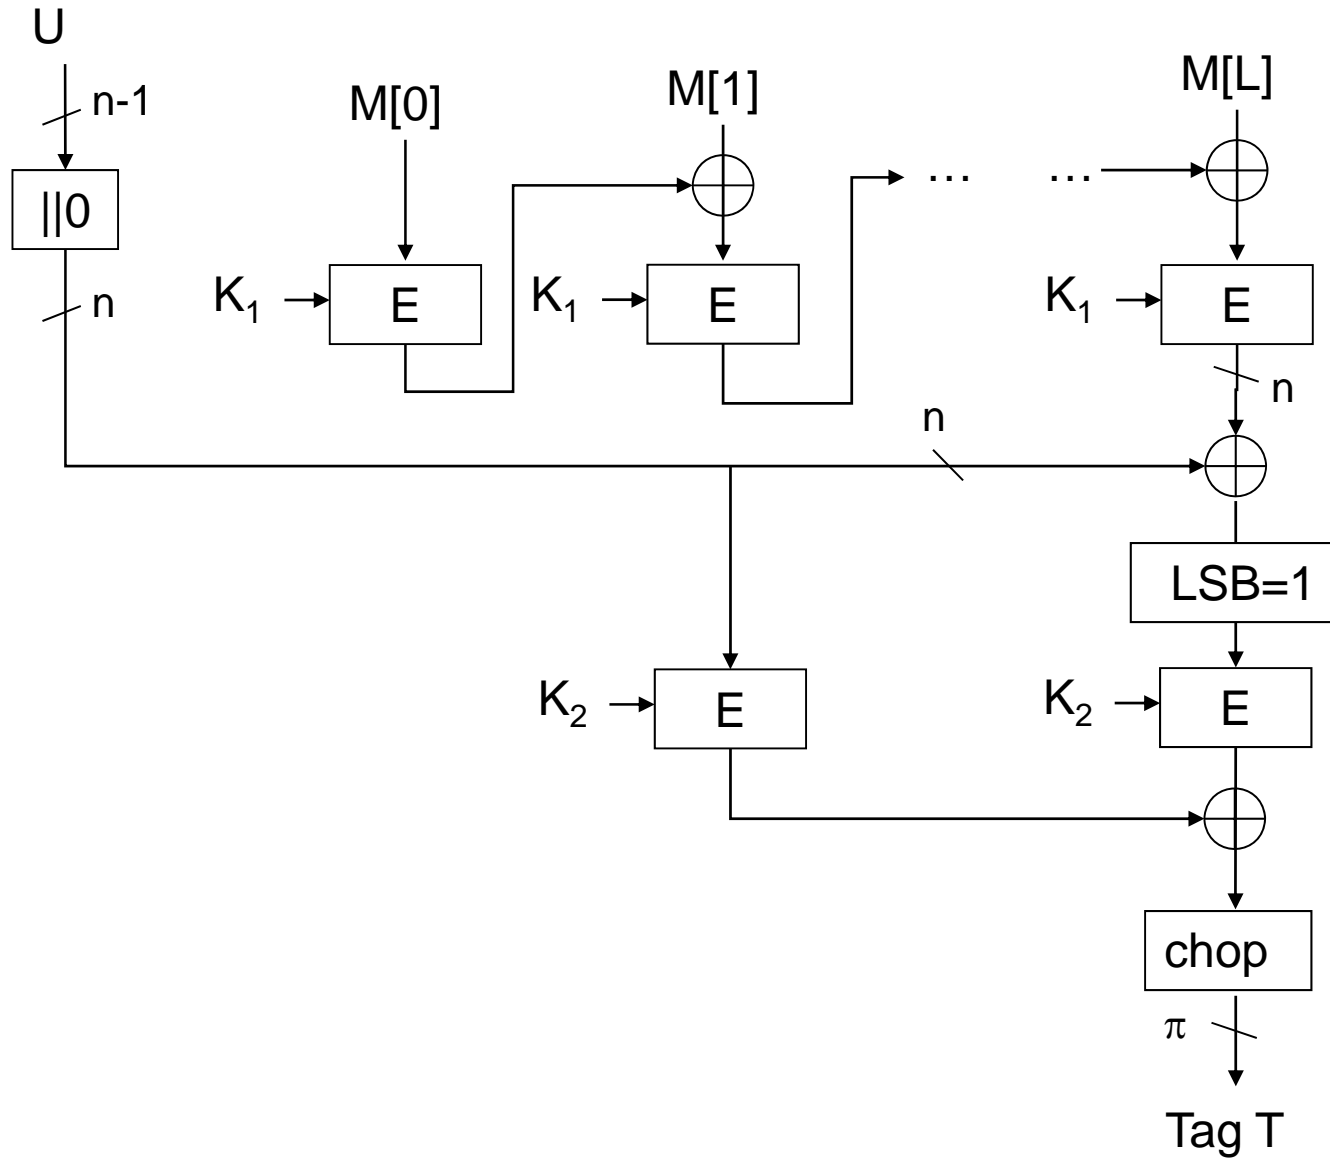 U
n-1
M[0]
M[1]
M[L]
||0
… …
n
K₁
E
K₁
E
K₁
E
n
n
LSB=1
K₂
E
K₂
E
chop
π
Tag T